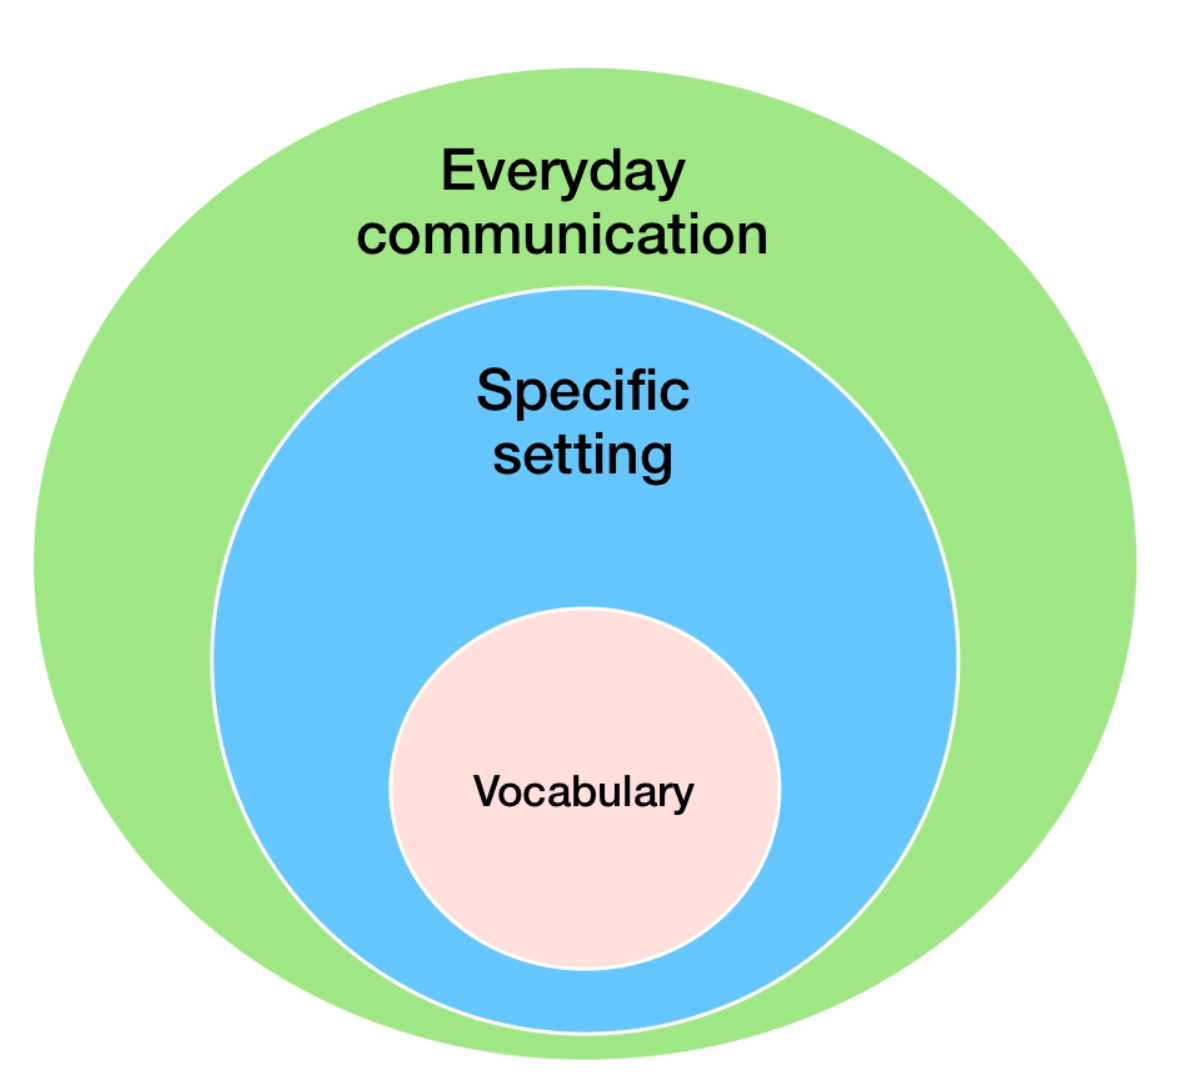 Everyday
communication
Specific
setting
Vocabulary